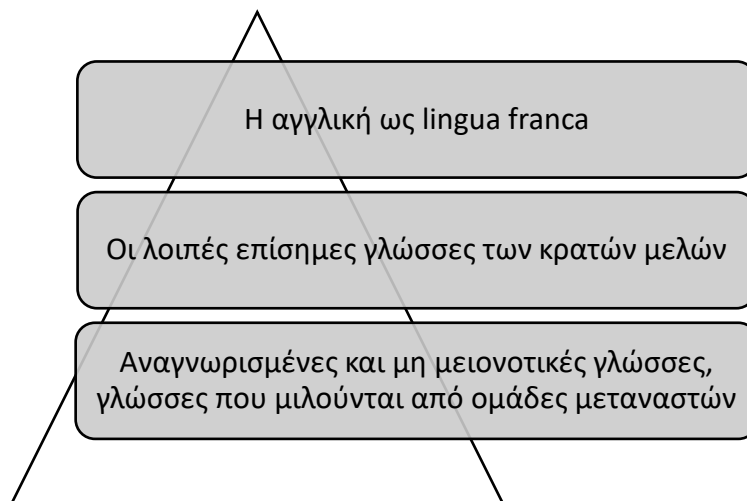 Η αγγλική ως lingua franca
Οι λοιπές επίσημες γλώσσες των κρατών μελών
Αναγνωρισμένες και μη μειονοτικές γλώσσες,
γλώσσες που μιλούνται από ομάδες μεταναστών